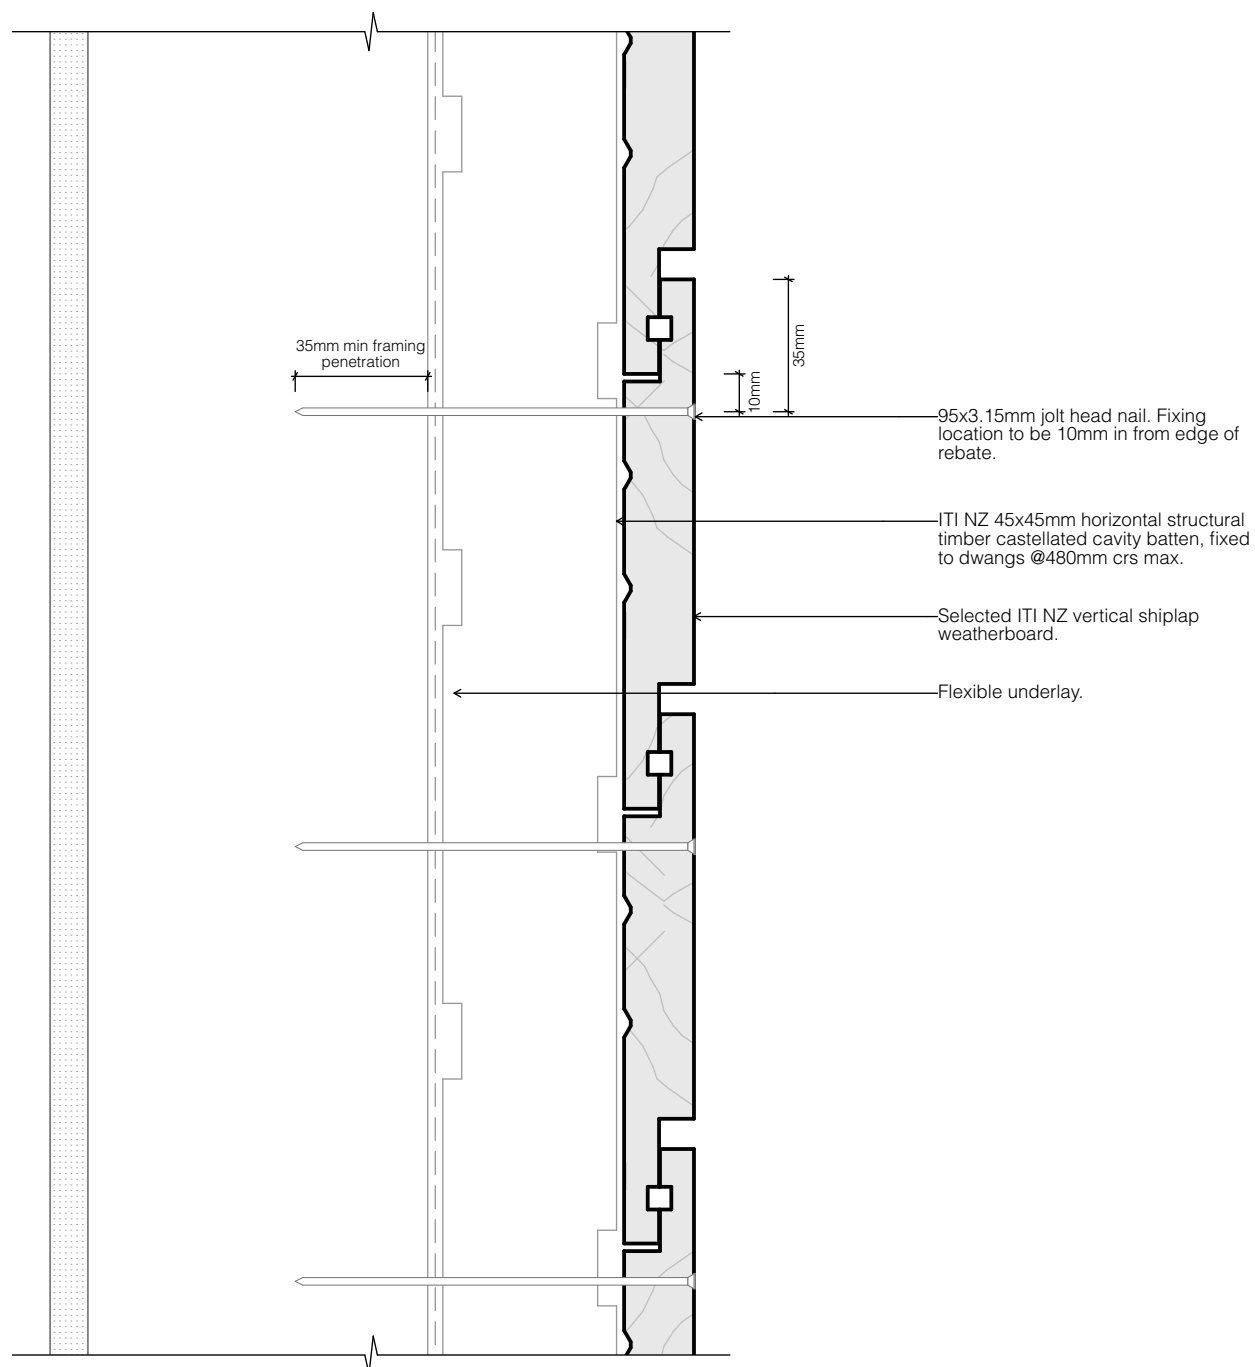 35mm min framing
penetration
10mm
35mm
95x3.15mm jolt head nail. Fixing
location to be 10mm in from edge of
rebate.
ITI NZ 45x45mm horizontal structural
timber castellated cavity batten, fixed
to dwangs @480mm crs max.
Selected ITI NZ vertical shiplap
weatherboard.
Flexible underlay.